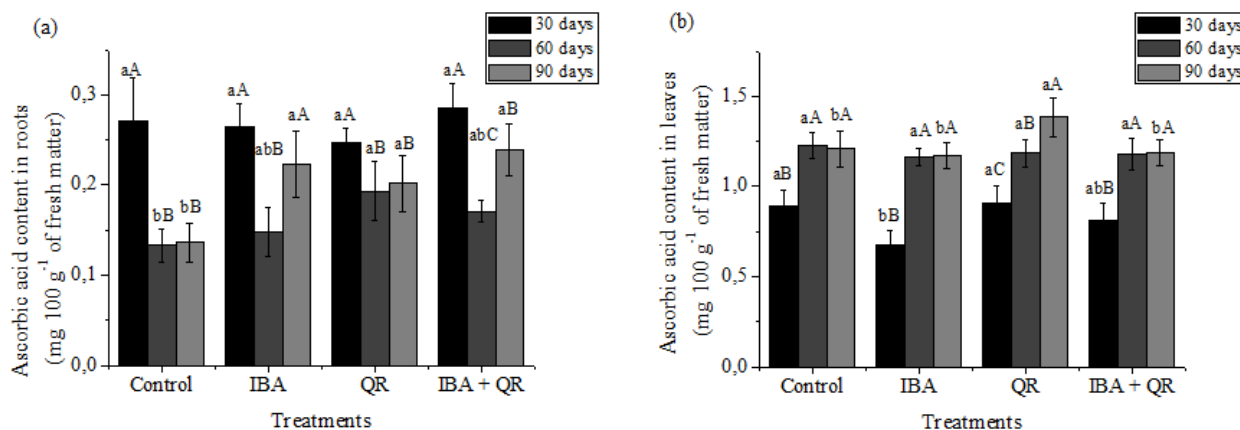 (a)
30 days
60 days
90 days
Ascorbic acid content in roots
(mg 100 g⁻¹ of fresh matter)
0,3
0,2
0,1
0,0
aA
bB
bB
aA
abB
aA
aA
aB
aB
aA
abC
aB
Control
IBA
QR
IBA + QR
Treatments
(b)
30 days
60 days
90 days
Ascorbic acid content in leaves
(mg 100 g⁻¹ of fresh matter)
1,5
1,0
0,5
0,0
aB
aA
bA
bB
aA
bA
aC
aB
aA
abB
aA
bA
Control
IBA
QR
IBA + QR
Treatments